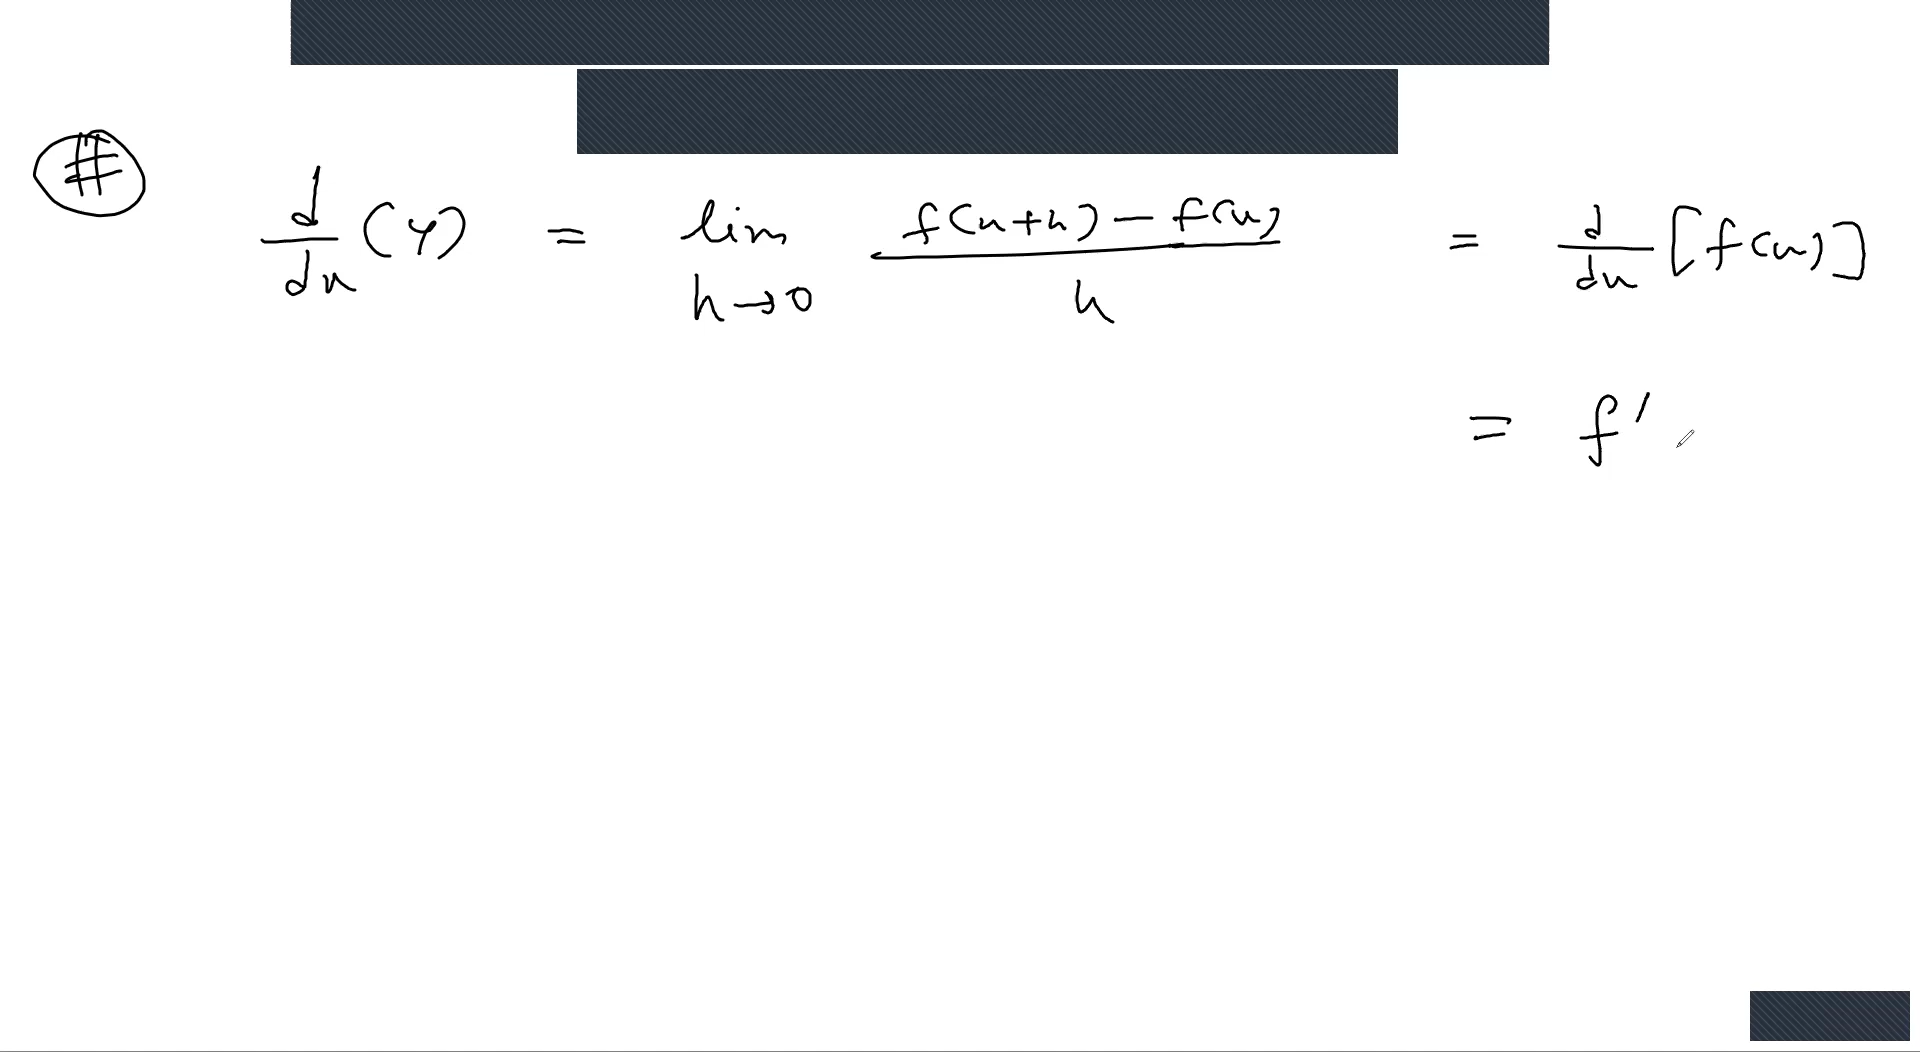 # d/dx (y) = lim h→0 f(x+h) - f(x) / h = d/dx [f(x)]
= f'